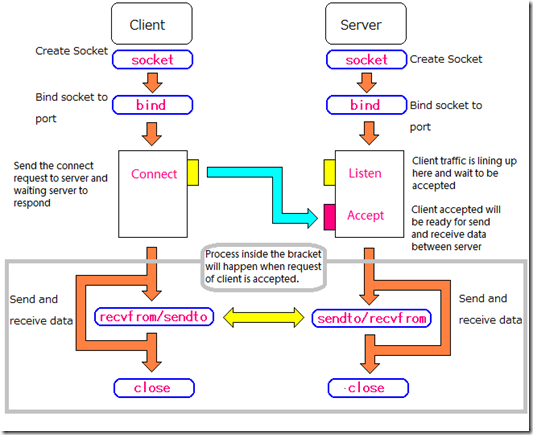 Client
Server
Create Socket
socket
socket
Create Socket
Bind socket to
port
bind
bind
Bind socket to
port
Send the connect
request to server and
waiting server to
respond
Connect
Listen
Accept
Client traffic is lining up
here and wait to be
accepted
Client accepted will
be ready for send
and receive data
between server
Process inside the bracket
will happen when request
of client is accepted.
Send and
receive data
recvfrom/sendto
sendto/recvfrom
Send and
receive data
close
close